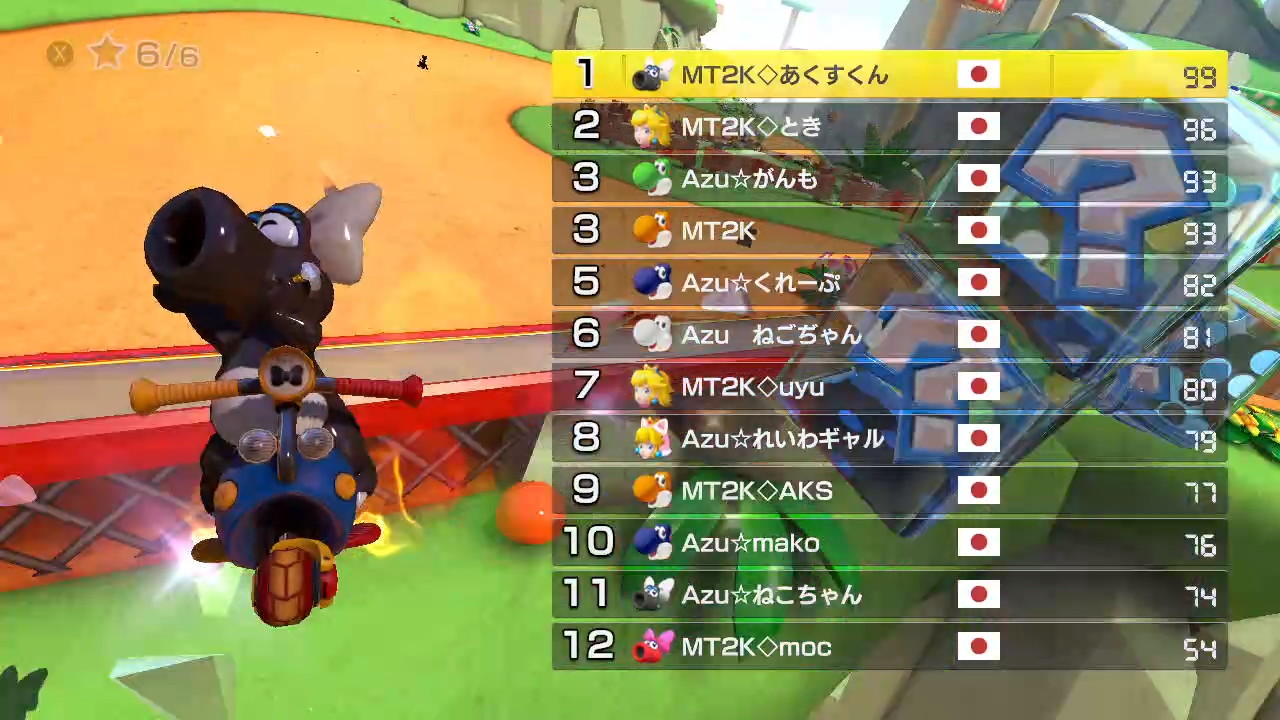 X ☆ 6/6
1 MT2K◇あくすくん 99
2 MT2K◇とき 96
3 Azu☆がんも 93
3 MT2K 93
5 Azu☆くれーぷ 82
6 Azu　ねごぢゃん 81
7 MT2K◇uyu 80
8 Azu☆れいわギャル 79
9 MT2K◇AKS 77
10 Azu☆mako 76
11 Azu☆ねこちゃん 74
12 MT2K◇moc 54